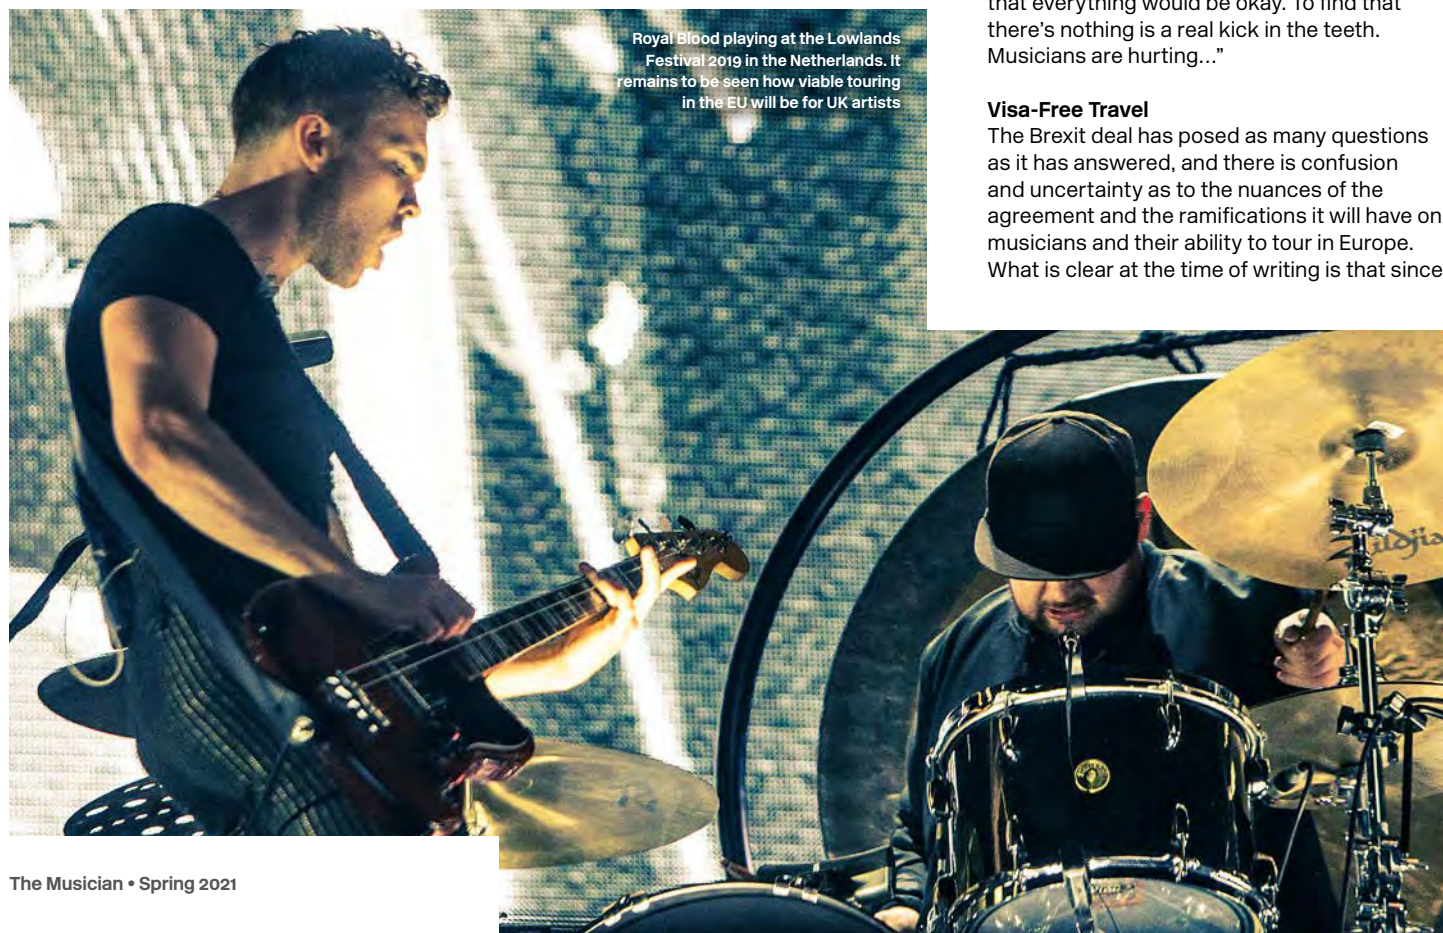 Royal Blood playing at the Lowlands
Festival 2019 in the Netherlands. It
remains to be seen how viable touring
in the EU will be for UK artists
that everything would be okay. To find that
there’s nothing is a real kick in the teeth.
Musicians are hurting…”
Visa-Free Travel
The Brexit deal has posed as many questions
as it has answered, and there is confusion
and uncertainty as to the nuances of the
agreement and the ramifications it will have on
musicians and their ability to tour in Europe.
What is clear at the time of writing is that since
The Musician • Spring 2021